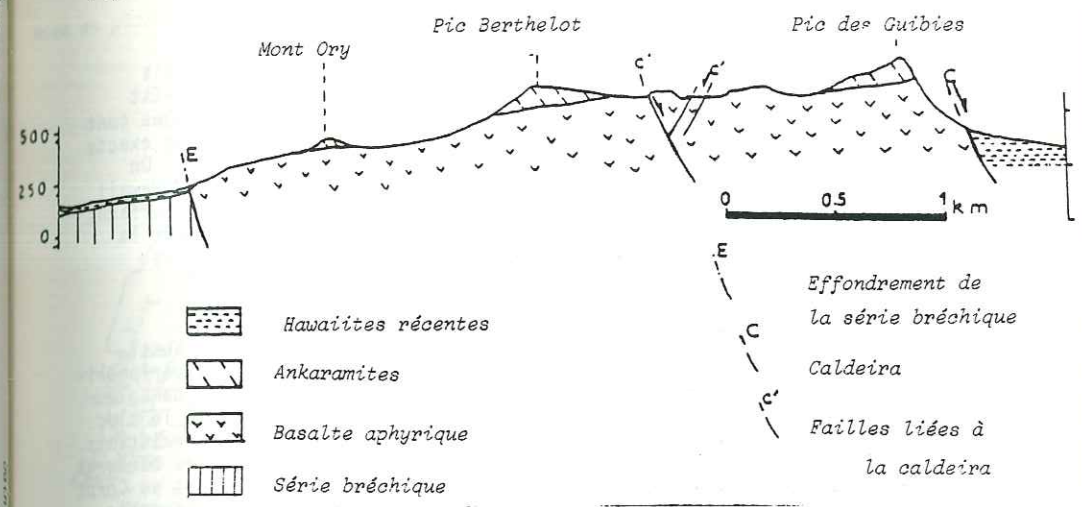 Pic Berthelot
Pic des Guibies
Mont Ory
c' c' C
500
250
0
E
0 0.5 1 km
E
Effondrement de
la série bréchique
C
Caldeira
c'
Failles liées à
la caldeira
Hawaiites récentes
Ankaramites
Basalte aphyrique
Série bréchique